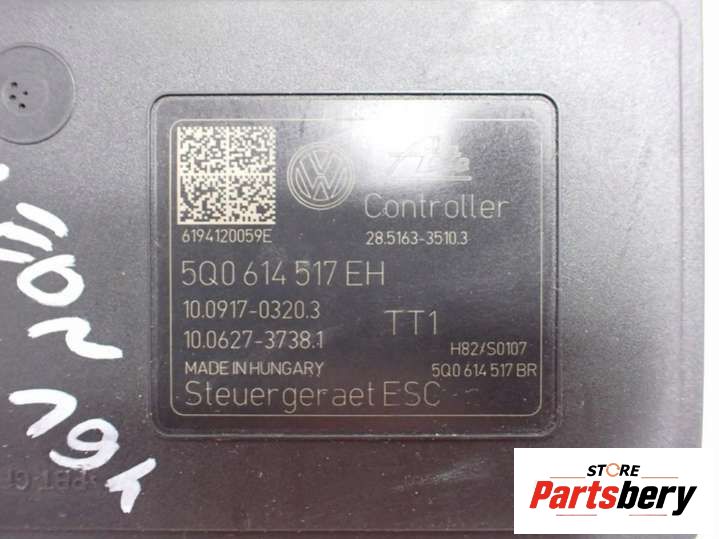 Controller
6194120059E
28.5163-3510.3
5Q0 614 517 EH
10.0917-0320.3
TT1
10.0627-3738.1
H82/S0107
MADE IN HUNGARY
5Q0 614 517 BR
Steuergeraet ESC
19r
STORE
Partsbery